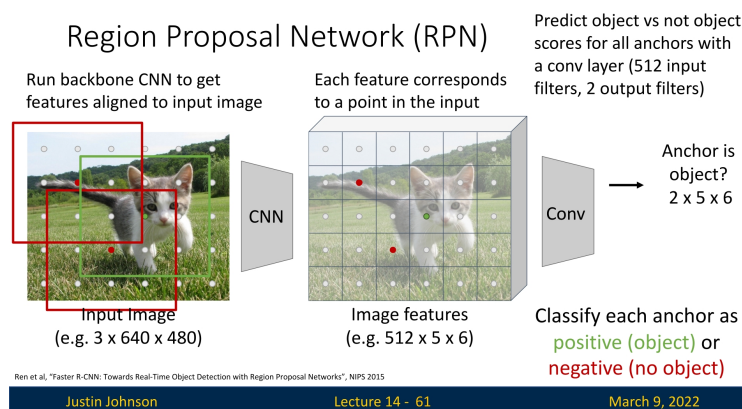 Region Proposal Network (RPN)
Predict object vs not object
scores for all anchors with
a conv layer (512 input
filters, 2 output filters)
Run backbone CNN to get
features aligned to input image
Each feature corresponds
to a point in the input
CNN
Conv
Anchor is
object?
2 x 5 x 6
Input Image
(e.g. 3 x 640 x 480)
Image features
(e.g. 512 x 5 x 6)
Classify each anchor as
positive (object) or
negative (no object)
Ren et al, "Faster R-CNN: Towards Real-Time Object Detection with Region Proposal Networks", NIPS 2015
Justin Johnson
Lecture 14 - 61
March 9, 2022